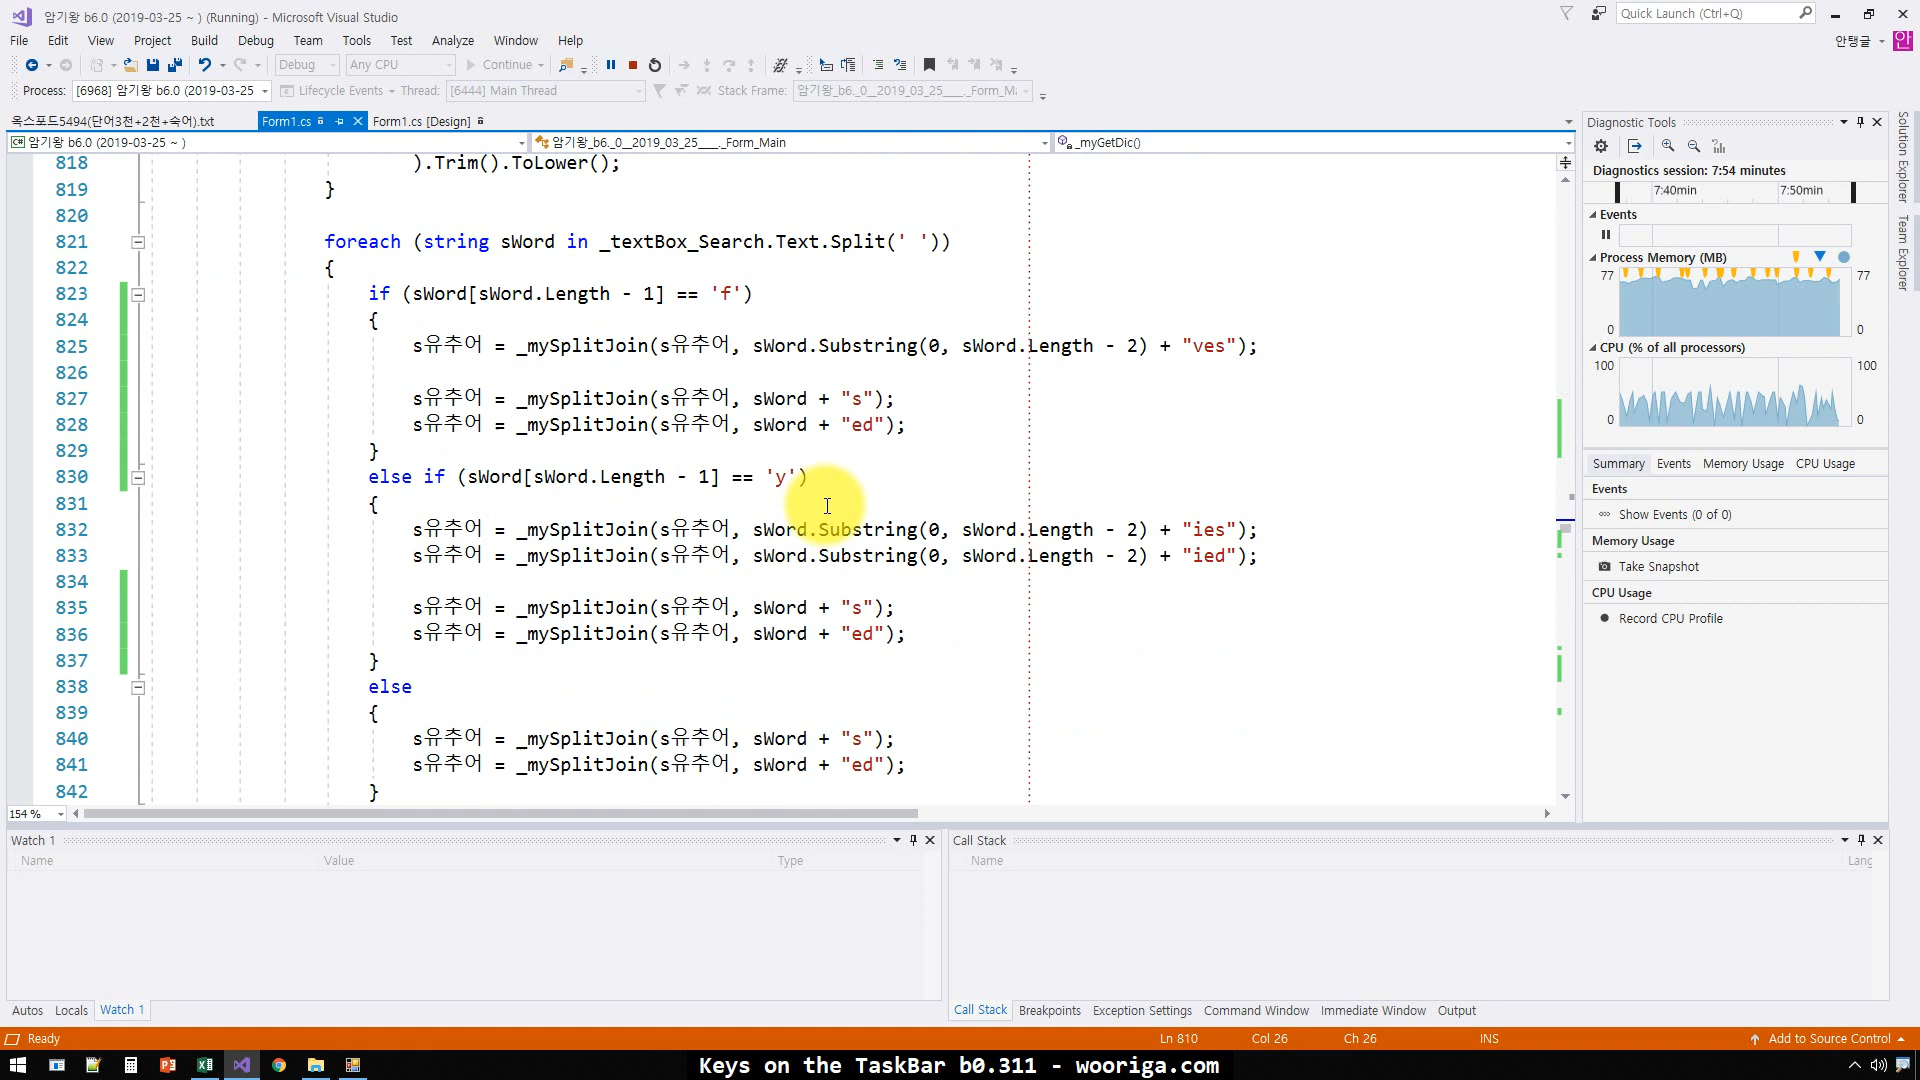 암기왕 b6.0 (2019-03-25 ~ ) (Running) - Microsoft Visual Studio
Quick Launch (Ctrl+Q)
File Edit View Project Build Debug Team Tools Test Analyze Window Help
안탱글 안
Debug Any CPU Continue
Process: [6968] 암기왕 b6.0 (2019-03-25 Lifecycle Events Thread: [6444] Main Thread Stack Frame: 암기왕_b6._0__2019_03_25____._Form_M
옥스포드5494(단어3천+2천+숙어).txt Form1.cs Form1.cs [Design]
암기왕 b6.0 (2019-03-25 ~ ) 암기왕_b6._0__2019_03_25____._Form_Main _myGetDic()
818 ).Trim().ToLower();
819 }
820
821 foreach (string sWord in _textBox_Search.Text.Split(' '))
822 {
823 if (sWord[sWord.Length - 1] == 'f')
824 {
825 s유추어 = _mySplitJoin(s유추어, sWord.Substring(0, sWord.Length - 2) + "ves");
826
827 s유추어 = _mySplitJoin(s유추어, sWord + "s");
828 s유추어 = _mySplitJoin(s유추어, sWord + "ed");
829 }
830 else if (sWord[sWord.Length - 1] == 'y')
831 {
832 s유추어 = _mySplitJoin(s유추어, sWord.Substring(0, sWord.Length - 2) + "ies");
833 s유추어 = _mySplitJoin(s유추어, sWord.Substring(0, sWord.Length - 2) + "ied");
834
835 s유추어 = _mySplitJoin(s유추어, sWord + "s");
836 s유추어 = _mySplitJoin(s유추어, sWord + "ed");
837 }
838 else
839 {
840 s유추어 = _mySplitJoin(s유추어, sWord + "s");
841 s유추어 = _mySplitJoin(s유추어, sWord + "ed");
842 }
154 %
Diagnostic Tools
Diagnostics session: 7:54 minutes
7:40min 7:50min
Events
Process Memory (MB)
77 77
0 0
CPU (% of all processors)
100 100
0 0
Summary Events Memory Usage CPU Usage
Events
Show Events (0 of 0)
Memory Usage
Take Snapshot
CPU Usage
Record CPU Profile
Solution Explorer
Team Explorer
Watch 1
Name Value Type
Call Stack
Name Lang
Autos Locals Watch 1
Call Stack Breakpoints Exception Settings Command Window Immediate Window Output
Ready Ln 810 Col 26 Ch 26 INS Add to Source Control
Keys on the TaskBar b0.311 - wooriga.com